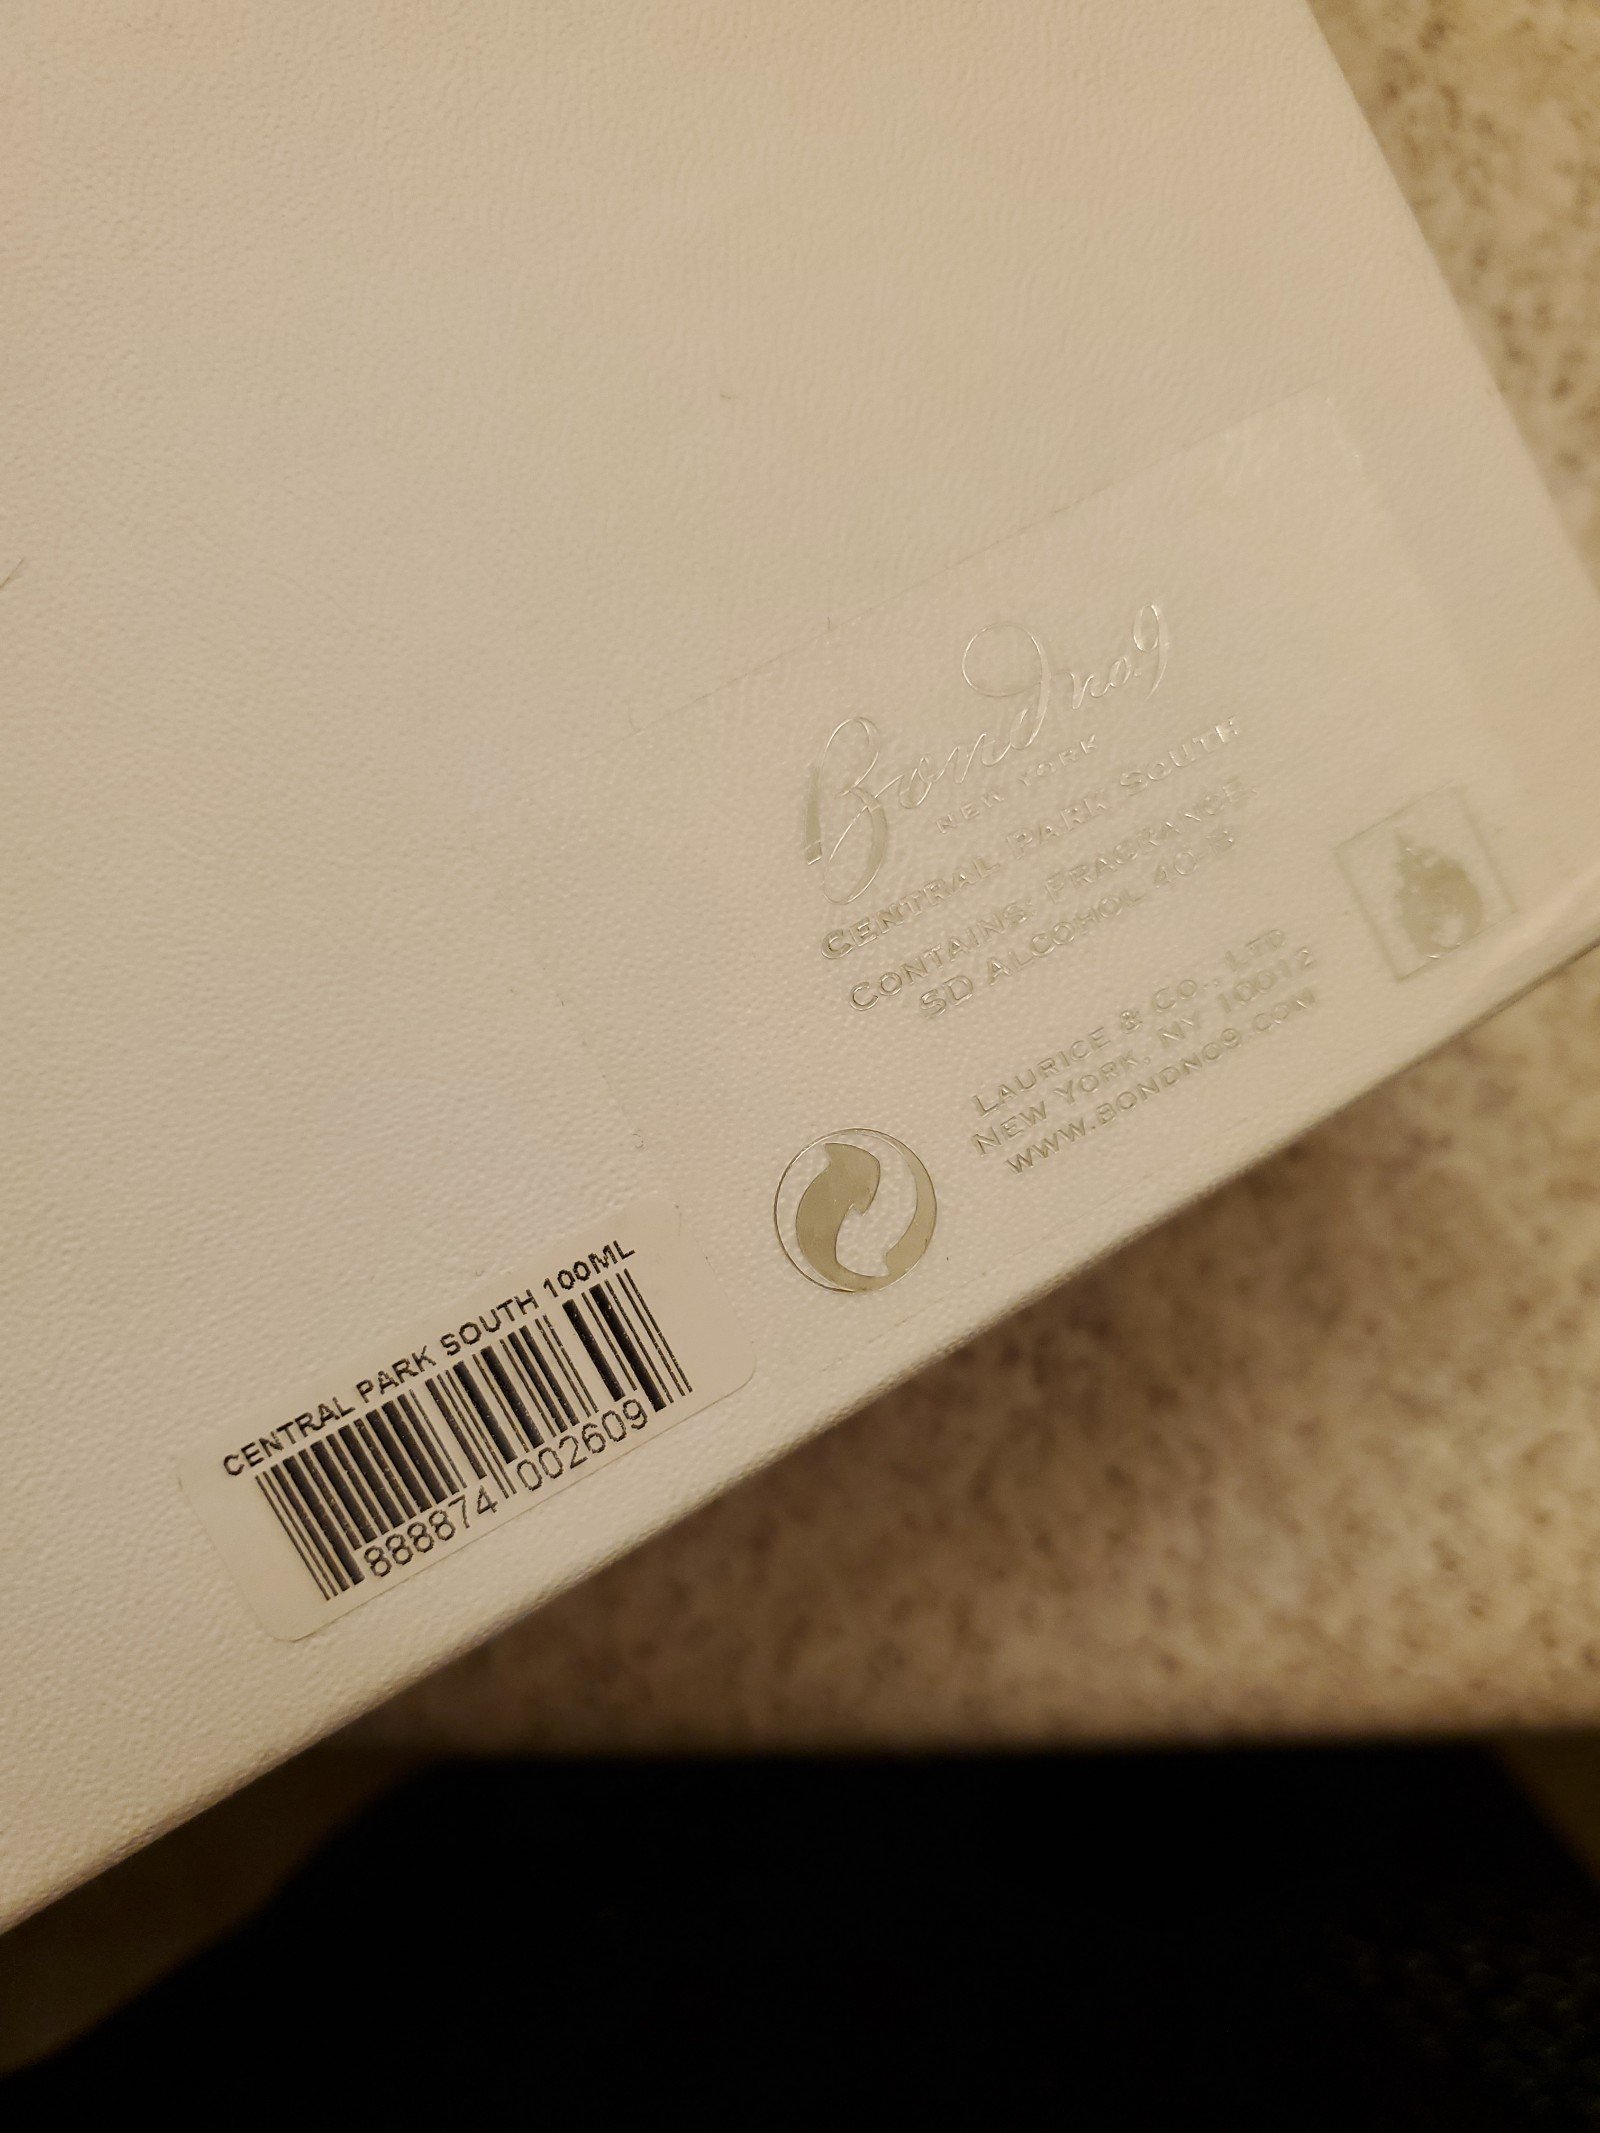 Bond no.9
NEW YORK
CENTRAL PARK SOUTH
CONTAINS: FRAGRANCE,
SD ALCOHOL 40-B
LAURICE & CO., LTD
NEW YORK, NY 10012
WWW.BONDNO9.COM
CENTRAL PARK SOUTH 100ML
888874 002609